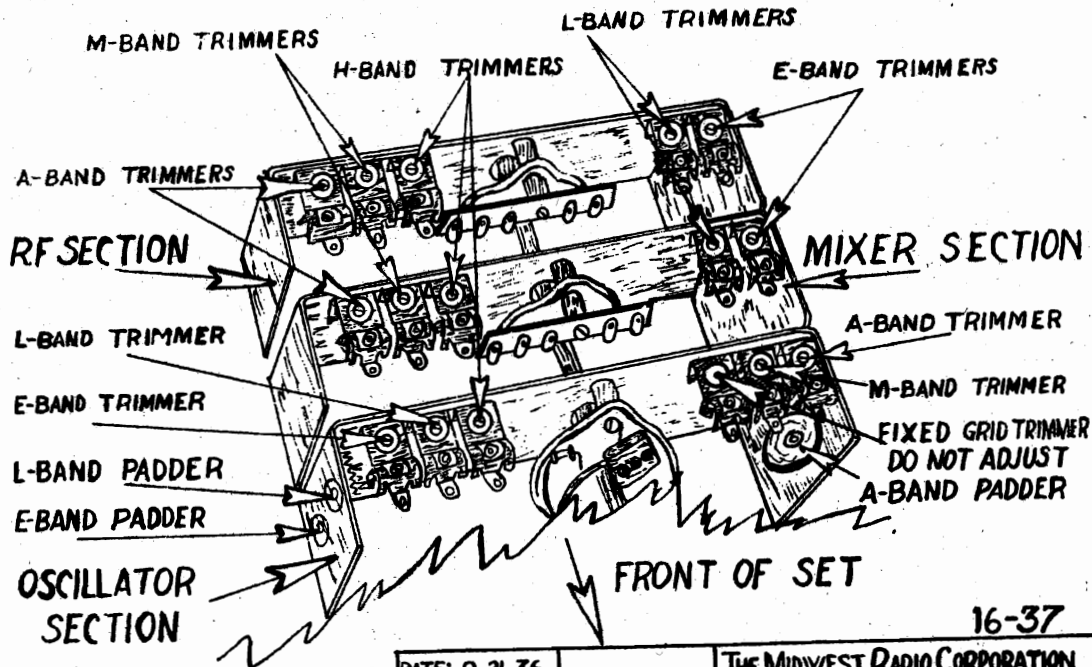 M-BAND TRIMMERS
L-BAND TRIMMERS
H-BAND TRIMMERS
E-BAND TRIMMERS
A-BAND TRIMMERS
RF SECTION
MIXER SECTION
L-BAND TRIMMER
A-BAND TRIMMER
E-BAND TRIMMER
M-BAND TRIMMER
FIXED GRID TRIMMER
DO NOT ADJUST
L-BAND PADDER
A-BAND PADDER
E-BAND PADDER
OSCILLATOR
SECTION
FRONT OF SET
16-37
THE MIDWEST RADIO CORPORATION